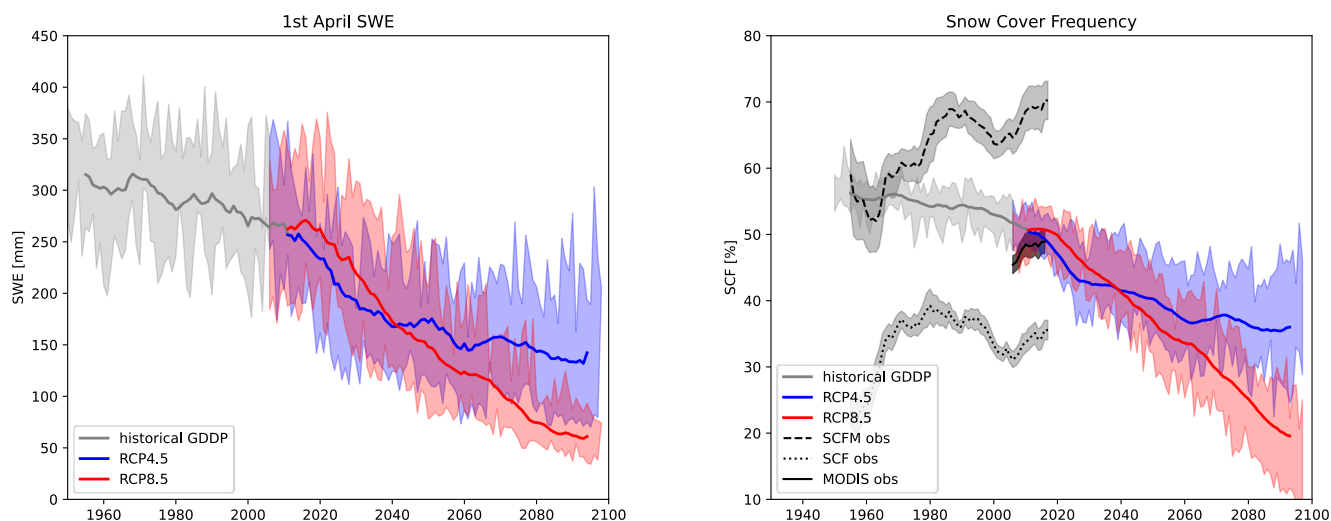 1st April SWE
SWE [mm]
450
400
350
300
250
200
150
100
50
0
1960
1980
2000
2020
2040
2060
2080
2100
historical GDDP
RCP4.5
RCP8.5
Snow Cover Frequency
SCF [%]
80
70
60
50
40
30
20
10
1940
1960
1980
2000
2020
2040
2060
2080
2100
historical GDDP
RCP4.5
RCP8.5
SCFM obs
SCF obs
MODIS obs